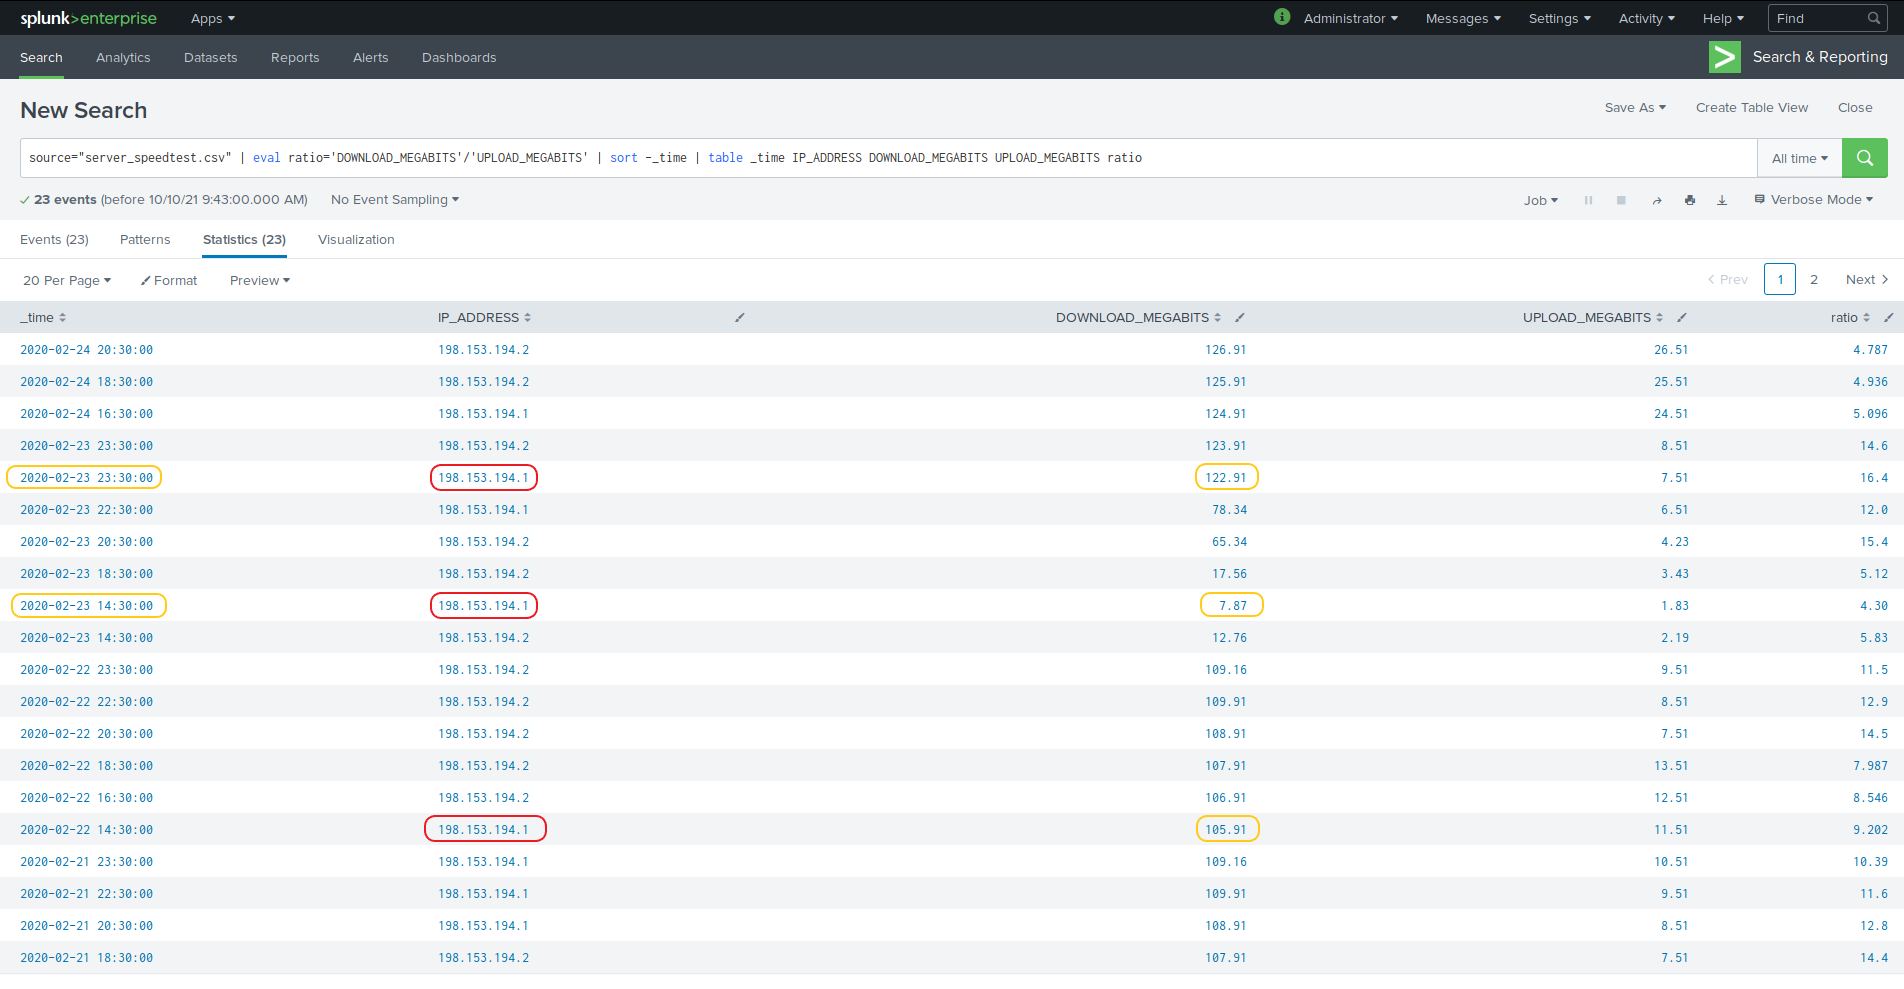 splunk>enterprise Apps Administrator Messages Settings Activity Help Find
Search Analytics Datasets Reports Alerts Dashboards Search & Reporting
New Search Save As Create Table View Close
source="server_speedtest.csv" | eval ratio='DOWNLOAD_MEGABITS'/'UPLOAD_MEGABITS' | sort -_time | table _time IP_ADDRESS DOWNLOAD_MEGABITS UPLOAD_MEGABITS ratio All time
23 events (before 10/10/21 9:43:00.000 AM) No Event Sampling Job Verbose Mode
Events (23) Patterns Statistics (23) Visualization
20 Per Page Format Preview Prev 1 2 Next
_time IP_ADDRESS DOWNLOAD_MEGABITS UPLOAD_MEGABITS ratio
2020-02-24 20:30:00 198.153.194.2 126.91 26.51 4.787
2020-02-24 18:30:00 198.153.194.2 125.91 25.51 4.936
2020-02-24 16:30:00 198.153.194.1 124.91 24.51 5.096
2020-02-23 23:30:00 198.153.194.2 123.91 8.51 14.6
2020-02-23 23:30:00 198.153.194.1 122.91 7.51 16.4
2020-02-23 22:30:00 198.153.194.1 78.34 6.51 12.0
2020-02-23 20:30:00 198.153.194.2 65.34 4.23 15.4
2020-02-23 18:30:00 198.153.194.2 17.56 3.43 5.12
2020-02-23 14:30:00 198.153.194.1 7.87 1.83 4.30
2020-02-23 14:30:00 198.153.194.2 12.76 2.19 5.83
2020-02-22 23:30:00 198.153.194.2 109.16 9.51 11.5
2020-02-22 22:30:00 198.153.194.2 109.91 8.51 12.9
2020-02-22 20:30:00 198.153.194.2 108.91 7.51 14.5
2020-02-22 18:30:00 198.153.194.2 107.91 13.51 7.987
2020-02-22 16:30:00 198.153.194.2 106.91 12.51 8.546
2020-02-22 14:30:00 198.153.194.1 105.91 11.51 9.202
2020-02-21 23:30:00 198.153.194.1 109.16 10.51 10.39
2020-02-21 22:30:00 198.153.194.1 109.91 9.51 11.6
2020-02-21 20:30:00 198.153.194.1 108.91 8.51 12.8
2020-02-21 18:30:00 198.153.194.2 107.91 7.51 14.4